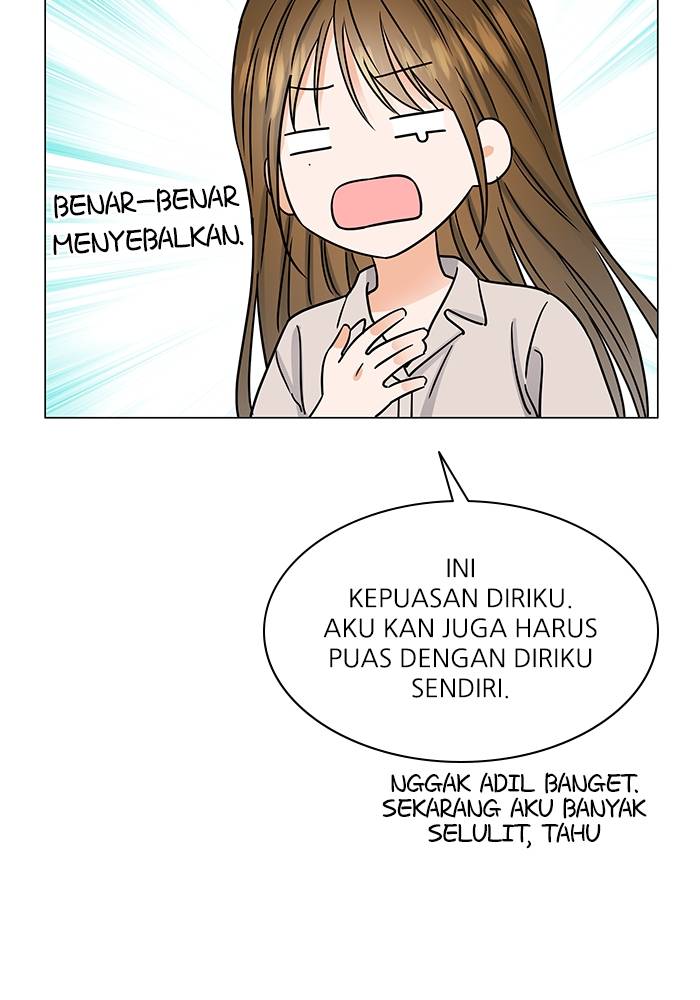 BENAR-BENAR
MENYEBALKAN.
INI
KEPUASAN DIRIKU.
AKU KAN JUGA HARUS
PUAS DENGAN DIRIKU
SENDIRI.
NGGAK ADIL BANGET.
SEKARANG AKU BANYAK
SELULIT, TAHU